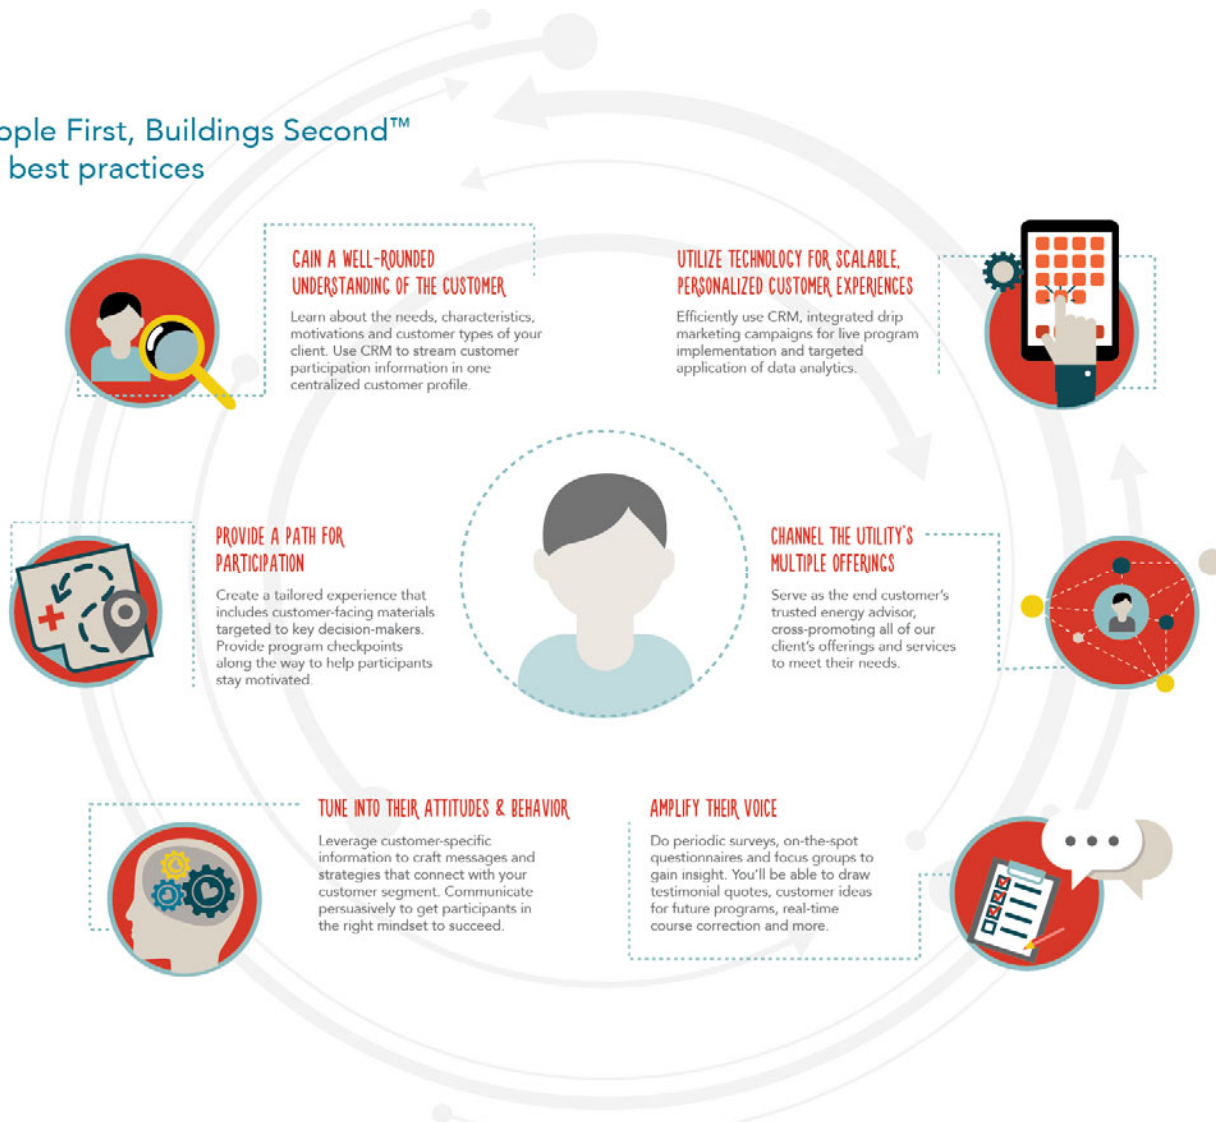 ople First, Buildings Second™
best practices
GAIN A WELL-ROUNDED
UNDERSTANDING OF THE CUSTOMER
Learn about the needs, characteristics,
motivations and customer types of your
client. Use CRM to stream customer
participation information in one
centralized customer profile.
UTILIZE TECHNOLOGY FOR SCALABLE,
PERSONALIZED CUSTOMER EXPERIENCES
Efficiently use CRM, integrated drip
marketing campaigns for live program
implementation and targeted
application of data analytics.
PROVIDE A PATH FOR
PARTICIPATION
Create a tailored experience that
includes customer-facing materials
targeted to key decision-makers.
Provide program checkpoints
along the way to help participants
stay motivated.
CHANNEL THE UTILITY'S
MULTIPLE OFFERINGS
Serve as the end customer's
trusted energy advisor,
cross-promoting all of our
client's offerings and services
to meet their needs.
TUNE INTO THEIR ATTITUDES & BEHAVIOR
Leverage customer-specific
information to craft messages and
strategies that connect with your
customer segment. Communicate
persuasively to get participants in
the right mindset to succeed.
AMPLIFY THEIR VOICE
Do periodic surveys, on-the-spot
questionnaires and focus groups to
gain insight. You'll be able to draw
testimonial quotes, customer ideas
for future programs, real-time
course correction and more.